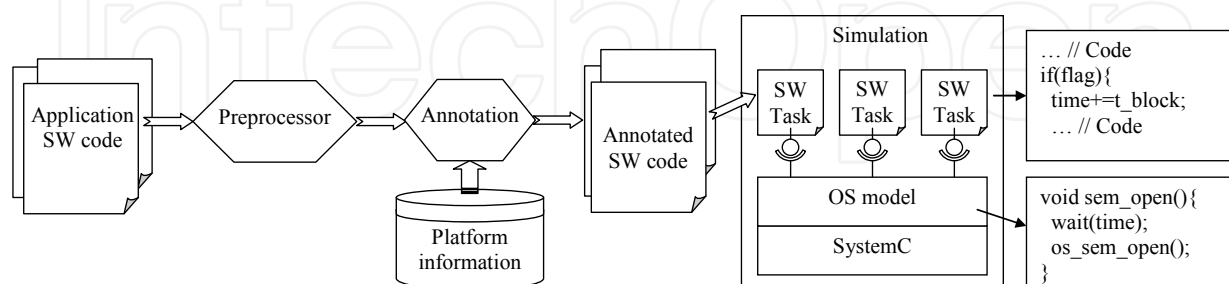 IntechOpen
Application
SW code
Preprocessor
Annotation
Platform
information
Annotated
SW code
Simulation
SW
Task
SW
Task
SW
Task
OS model
SystemC
… // Code
if(flag){
time+=t_block;
… // Code
void sem_open(){
wait(time);
os_sem_open();
}